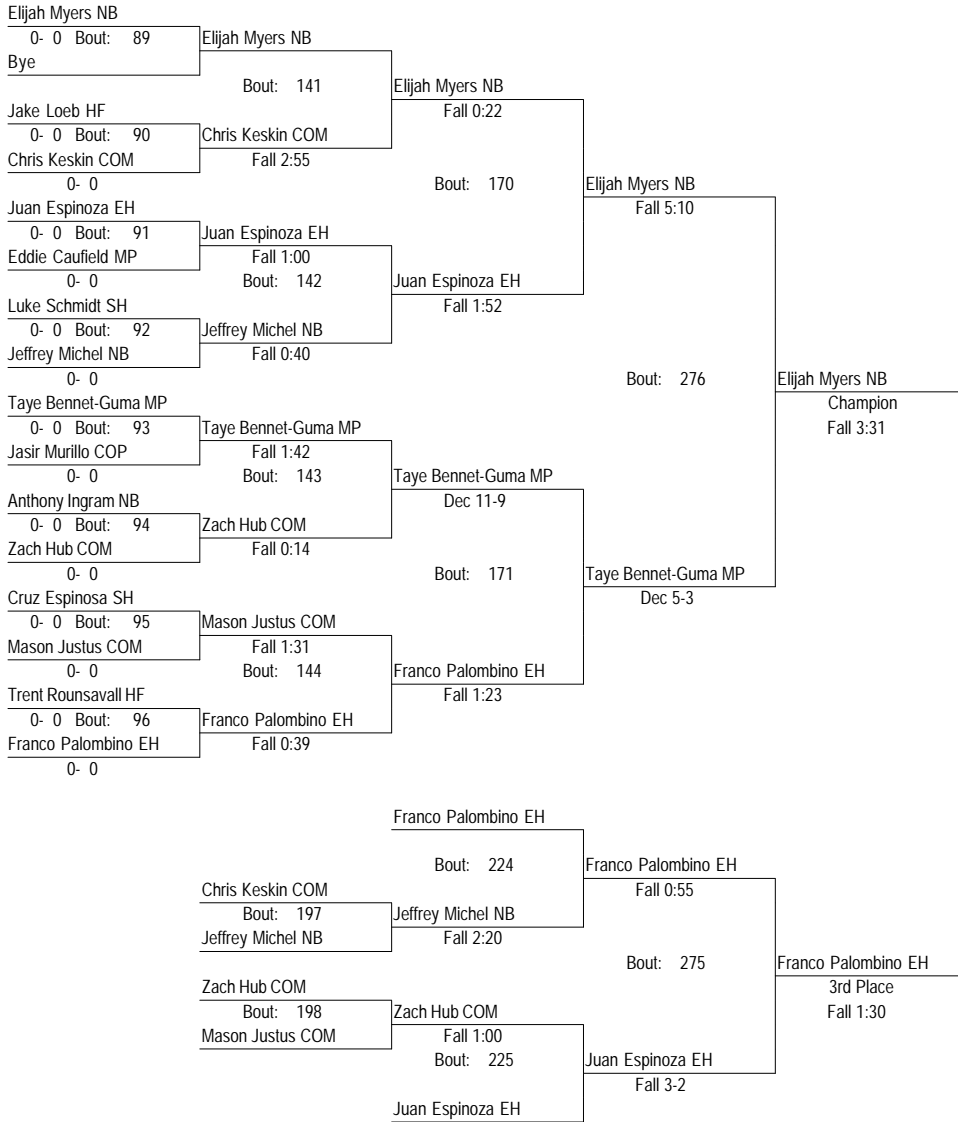 Elijah Myers NB
0- 0 Bout: 89
Elijah Myers NB
Bye
Bout: 141
Elijah Myers NB
Jake Loeb HF
Fall 0:22
0- 0 Bout: 90
Chris Keskin COM
Chris Keskin COM
Fall 2:55
0- 0
Bout: 170
Elijah Myers NB
Juan Espinoza EH
Fall 5:10
0- 0 Bout: 91
Juan Espinoza EH
Eddie Caufield MP
Fall 1:00
0- 0
Bout: 142
Juan Espinoza EH
Luke Schmidt SH
Fall 1:52
0- 0 Bout: 92
Jeffrey Michel NB
Jeffrey Michel NB
Fall 0:40
0- 0
Bout: 276
Elijah Myers NB
Taye Bennet-Guma MP
Champion
0- 0 Bout: 93
Taye Bennet-Guma MP
Fall 3:31
Jasir Murillo COP
Fall 1:42
0- 0
Bout: 143
Taye Bennet-Guma MP
Anthony Ingram NB
Dec 11-9
0- 0 Bout: 94
Zach Hub COM
Zach Hub COM
Fall 0:14
0- 0
Bout: 171
Taye Bennet-Guma MP
Cruz Espinosa SH
Dec 5-3
0- 0 Bout: 95
Mason Justus COM
Mason Justus COM
Fall 1:31
0- 0
Bout: 144
Franco Palombino EH
Trent Rounsavall HF
Fall 1:23
0- 0 Bout: 96
Franco Palombino EH
Franco Palombino EH
Fall 0:39
0- 0
Franco Palombino EH
Bout: 224
Franco Palombino EH
Chris Keskin COM
Fall 0:55
Bout: 197
Jeffrey Michel NB
Jeffrey Michel NB
Fall 2:20
Bout: 275
Franco Palombino EH
Zach Hub COM
3rd Place
Bout: 198
Zach Hub COM
Fall 1:30
Mason Justus COM
Fall 1:00
Bout: 225
Juan Espinoza EH
Fall 3-2
Juan Espinoza EH